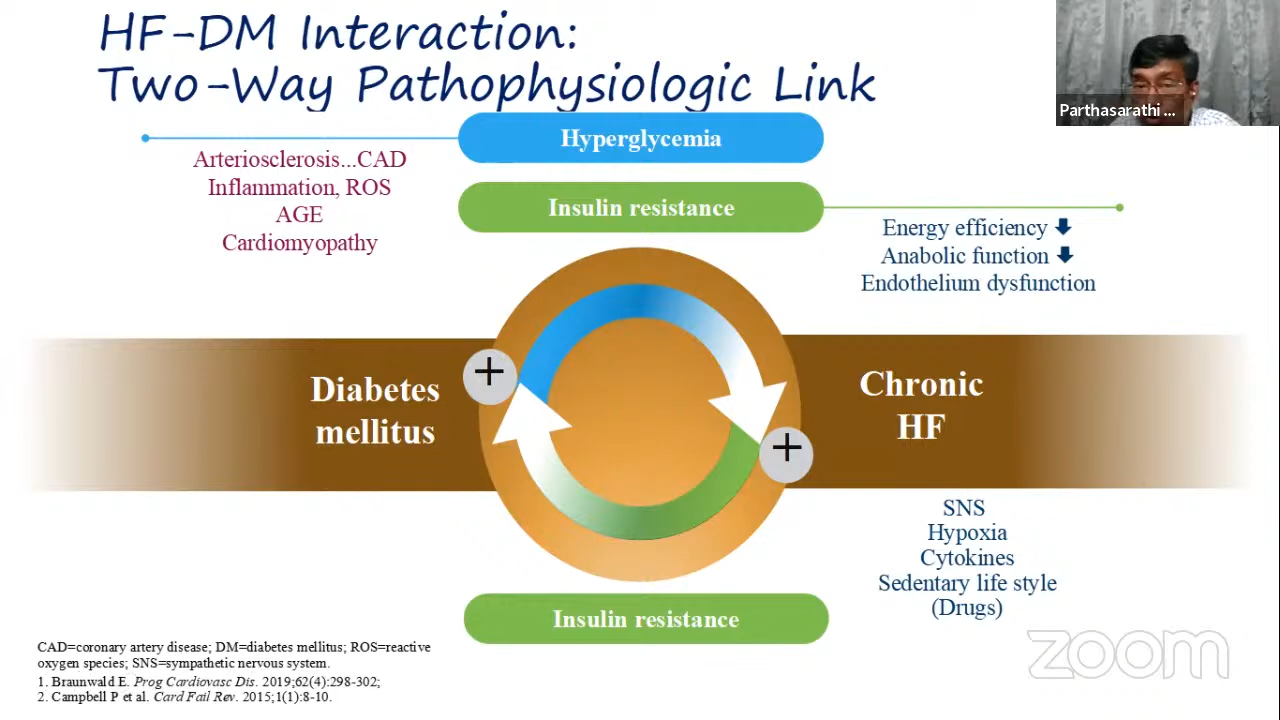 HF-DM Interaction:
Two-Way Pathophysiologic Link
Parthasarathi ...
Hyperglycemia
Arteriosclerosis...CAD
Inflammation, ROS
AGE
Cardiomyopathy
Insulin resistance
Energy efficiency ⬇
Anabolic function ⬇
Endothelium dysfunction
+
Diabetes
mellitus
Chronic
HF
+
SNS
Hypoxia
Cytokines
Sedentary life style
(Drugs)
Insulin resistance
zoom
CAD=coronary artery disease; DM=diabetes mellitus; ROS=reactive
oxygen species; SNS=sympathetic nervous system.
1. Braunwald E. Prog Cardiovasc Dis. 2019;62(4):298-302;
2. Campbell P et al. Card Fail Rev. 2015;1(1):8-10.